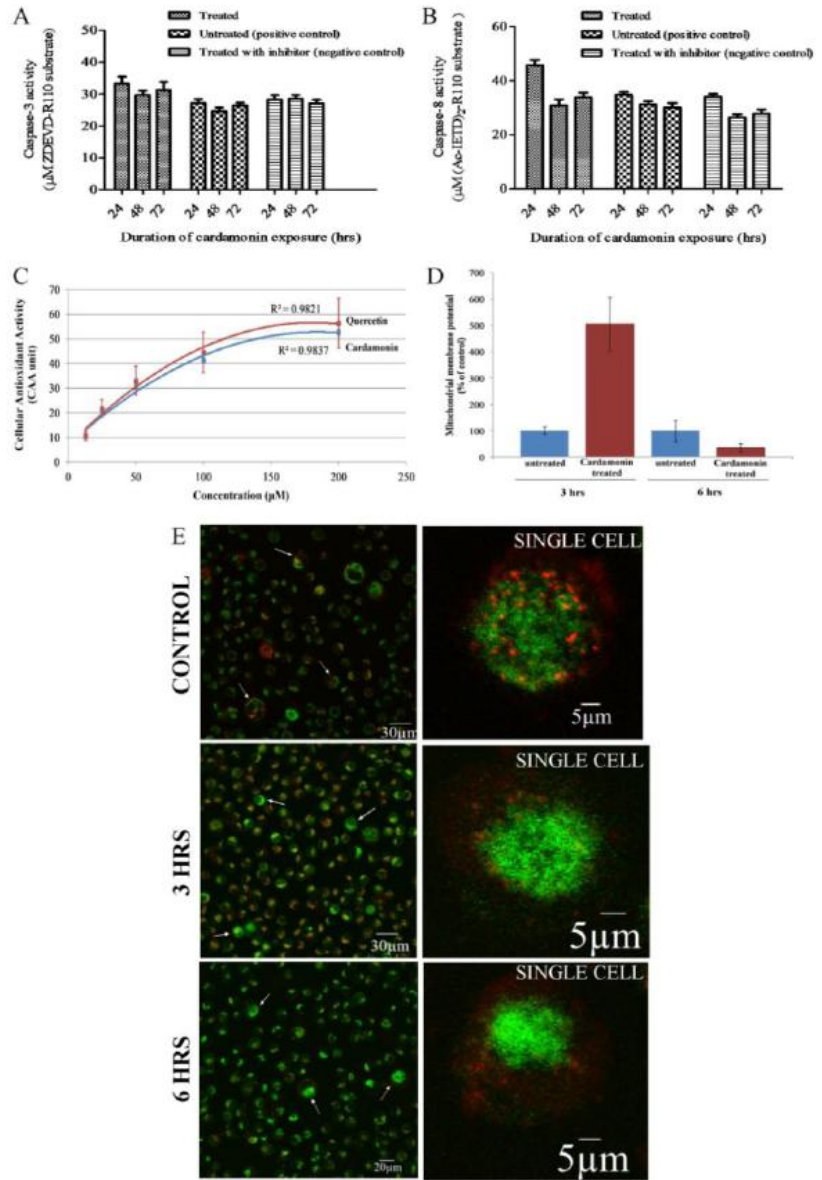 A
Treated
Untreated (positive control)
Treated with inhibitor (negative control)
Caspase-3 activity
(µM ZDEVD-R110 substrate)
40
30
20
10
0
24 48 72 24 48 72 24 48 72
Duration of cardamonin exposure (hrs)
B
Treated
Untreated (positive control)
Treated with inhibitor (negative control)
Caspase-8 activity
(µM (Ac-IETD)2-R110 substrate)
60
40
20
0
24 48 72 24 48 72 24 48 72
Duration of cardamonin exposure (hrs)
C
Cellular Antioxidant Activity
(CAA unit)
70
60
50
40
30
20
10
0
R² = 0.9821
Quercetin
R² = 0.9837
Cardamonin
0 50 100 150 200 250
Concentration (µM)
D
Mitochondrial membrane potential
(% of control)
700
600
500
400
300
200
100
0
untreated Cardamonin treated untreated Cardamonin treated
3 hrs 6 hrs
E
CONTROL
30µm
SINGLE CELL
5µm
3 HRS
30µm
SINGLE CELL
5µm
6 HRS
20µm
SINGLE CELL
5µm